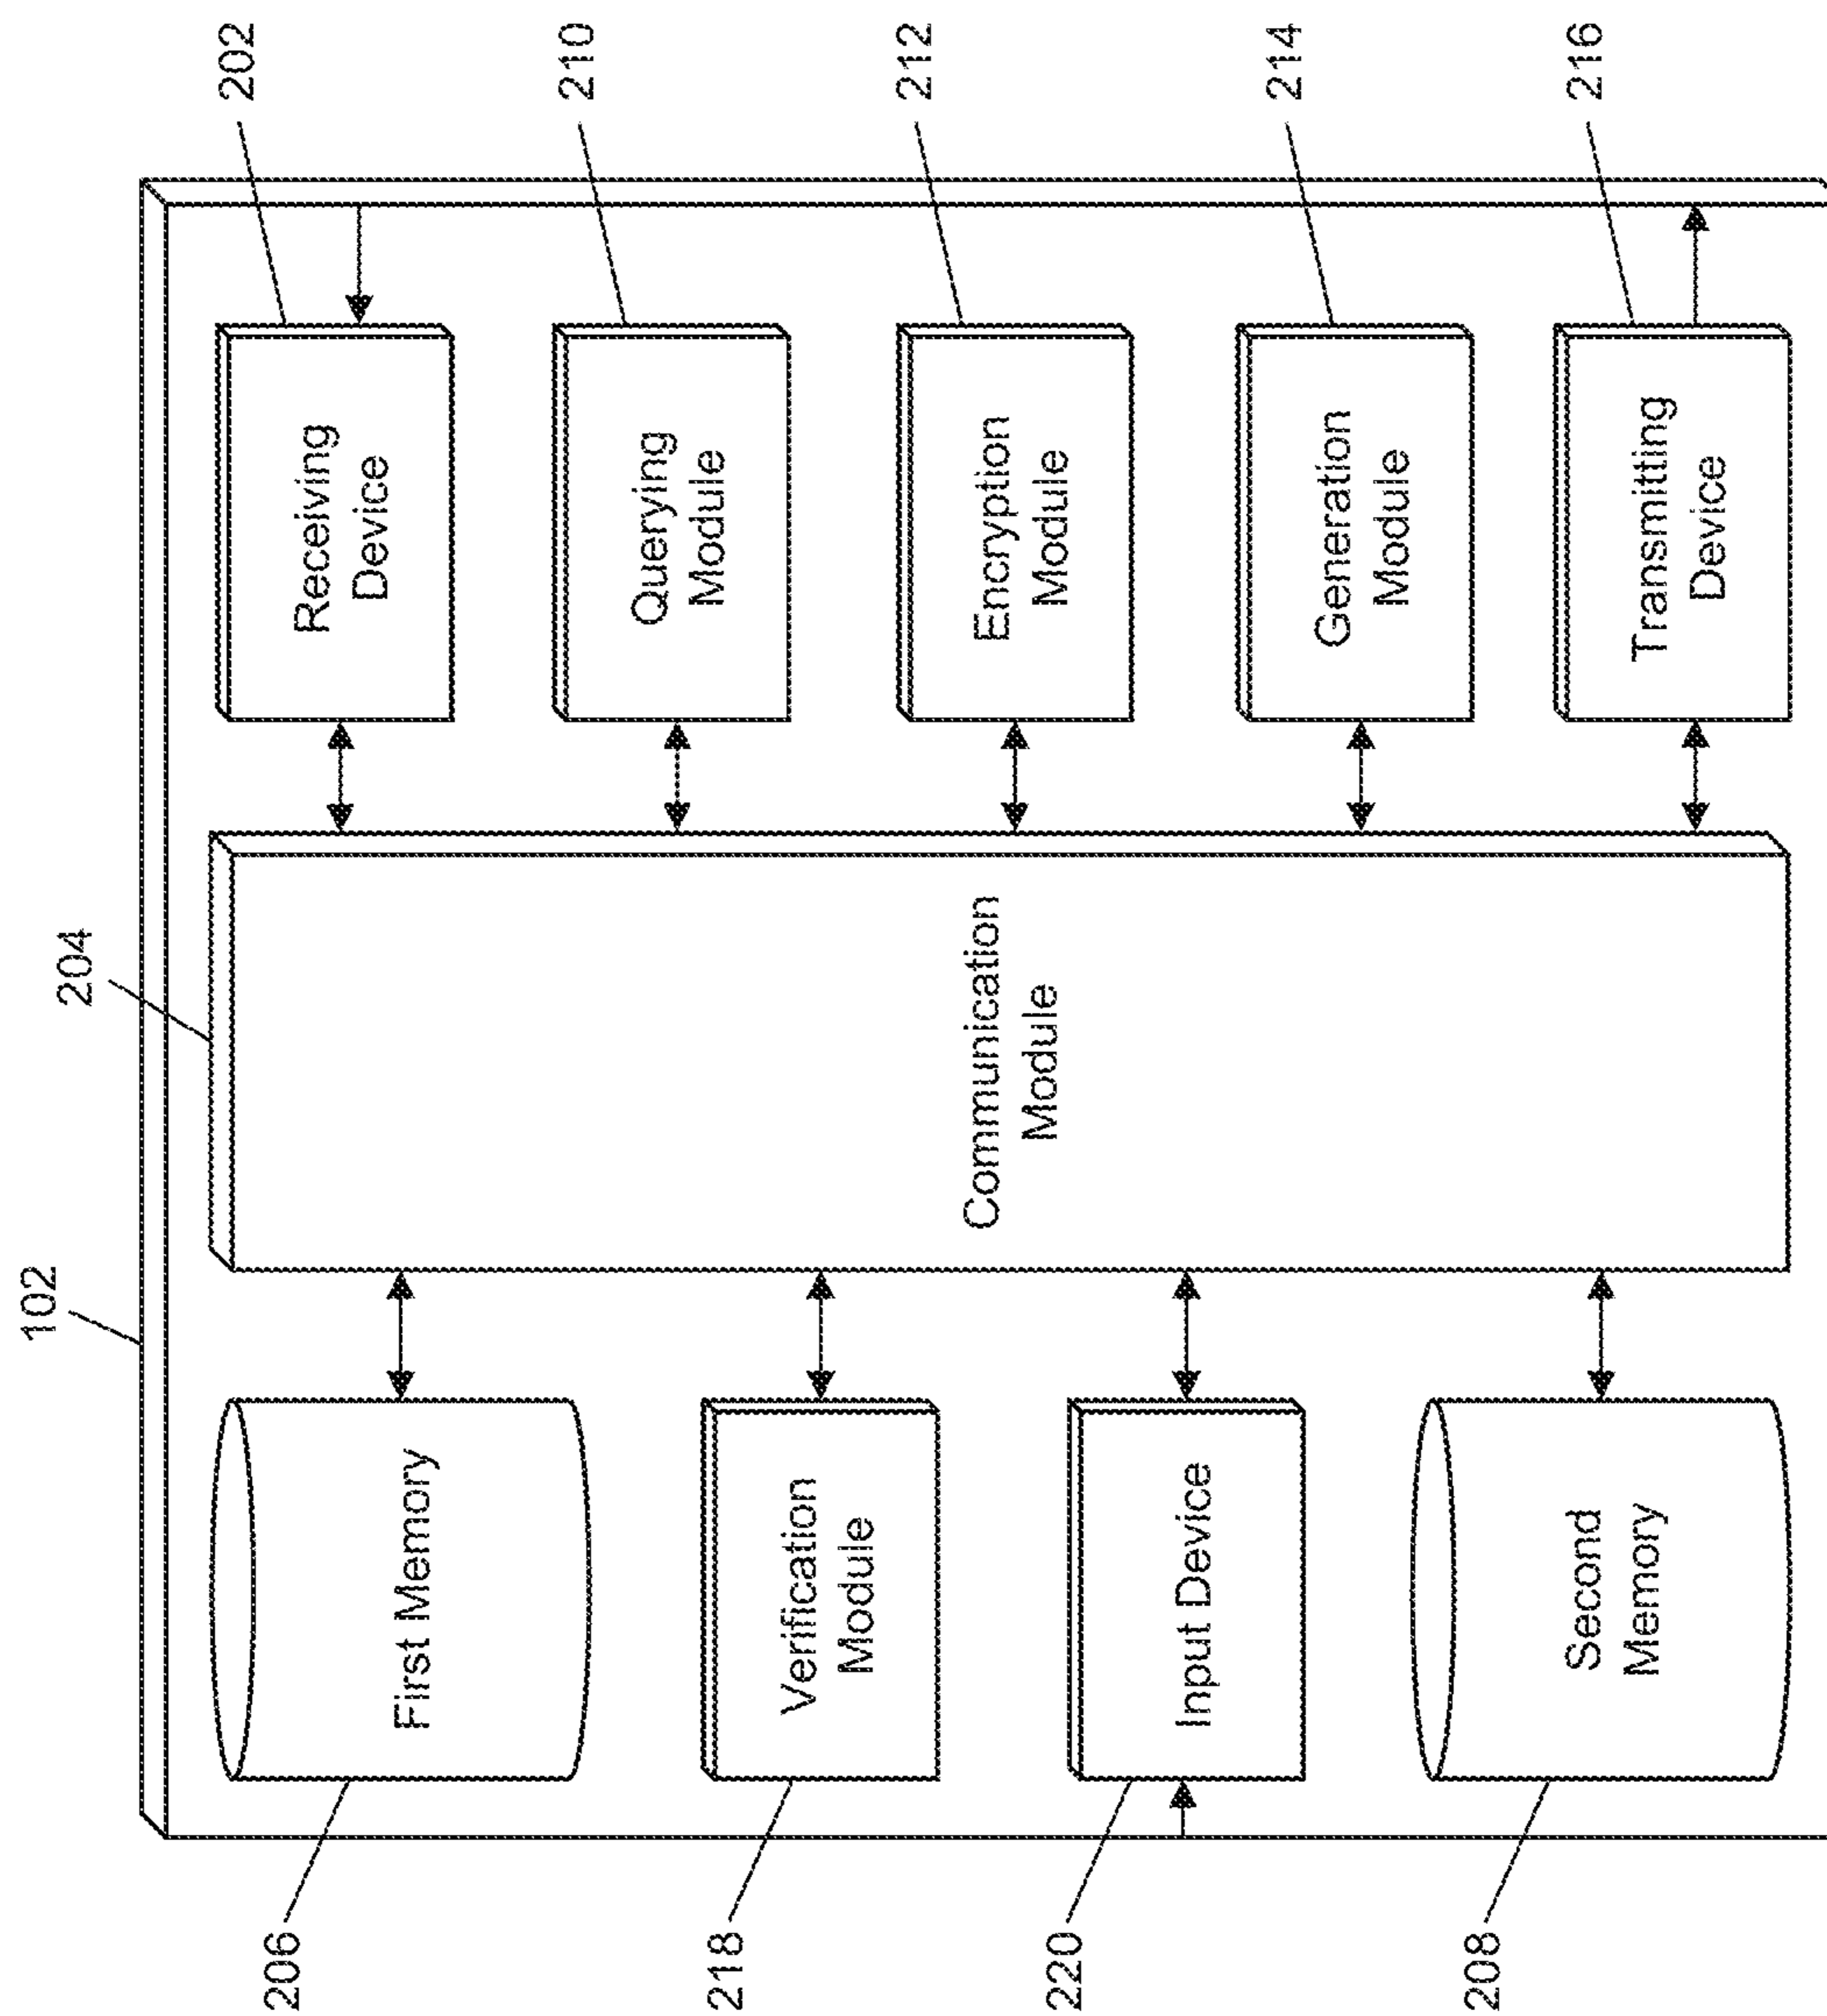 102
204
206
First Memory
218
Verification
Module
220
Input Device
208
Second
Memory
Communication
Module
Receiving
Device
202
Querying
Module
210
Encryption
Module
212
Generation
Module
214
Transmitting
Device
216